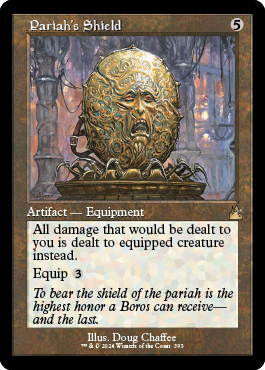 Pariah's Shield 5
Artifact — Equipment
All damage that would be dealt to
you is dealt to equipped creature
instead.
Equip 3
To bear the shield of the pariah is the
highest honor a Boros can receive—
and the last.
Illus. Doug Chaffee
™ & © 2024 Wizards of the Coast 393